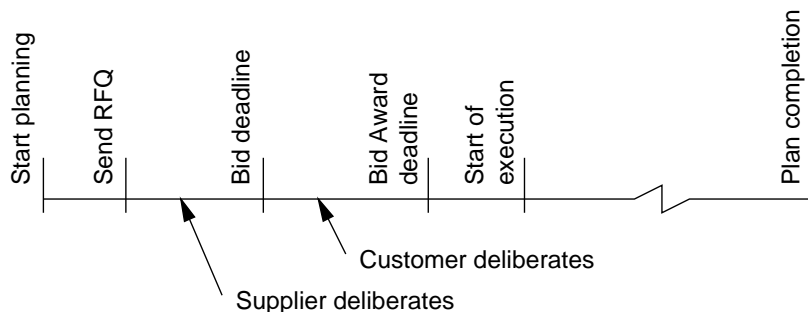 Start planning
Send RFQ
Bid deadline
Bid Award
deadline
Start of
execution
Plan completion
Customer deliberates
Supplier deliberates